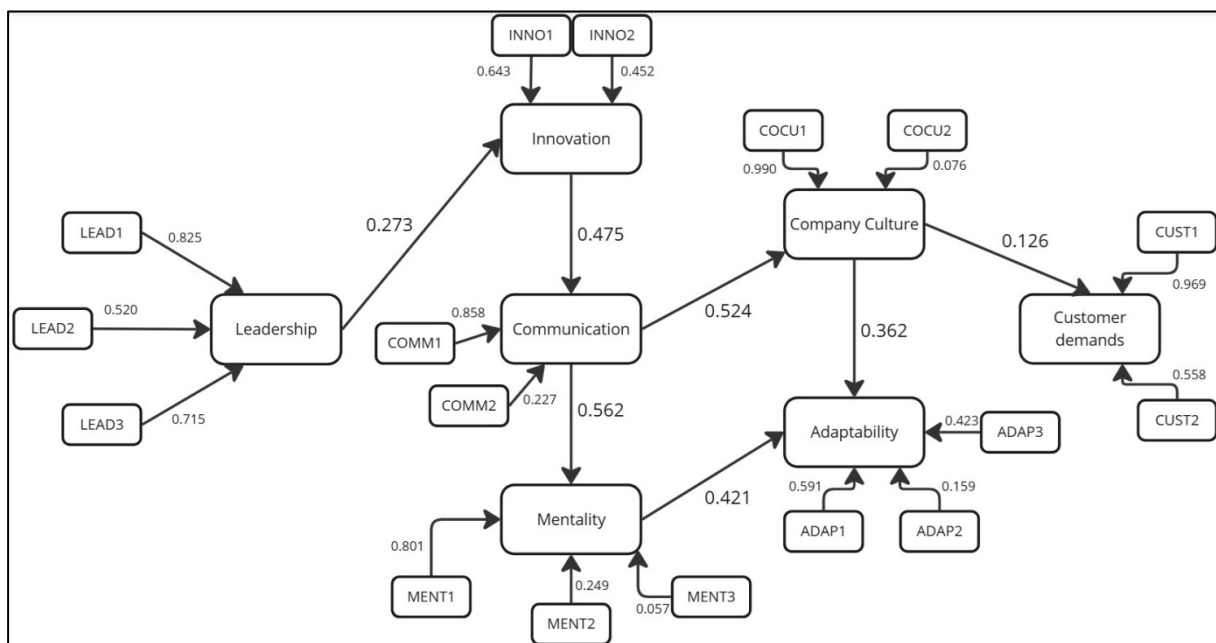 INNO1
INNO2
0.643
0.452
Innovation
COCU1
COCU2
0.990
0.076
Company Culture
LEAD1
0.825
0.273
0.475
0.126
CUST1
0.969
LEAD2
0.520
Leadership
0.858
COMM1
Communication
0.524
0.362
Customer
demands
COMM2
0.227
0.562
0.558
CUST2
LEAD3
0.715
Adaptability
0.423
ADAP3
0.421
0.591
0.159
ADAP1
ADAP2
Mentality
0.801
MENT1
0.249
MENT2
0.057
MENT3